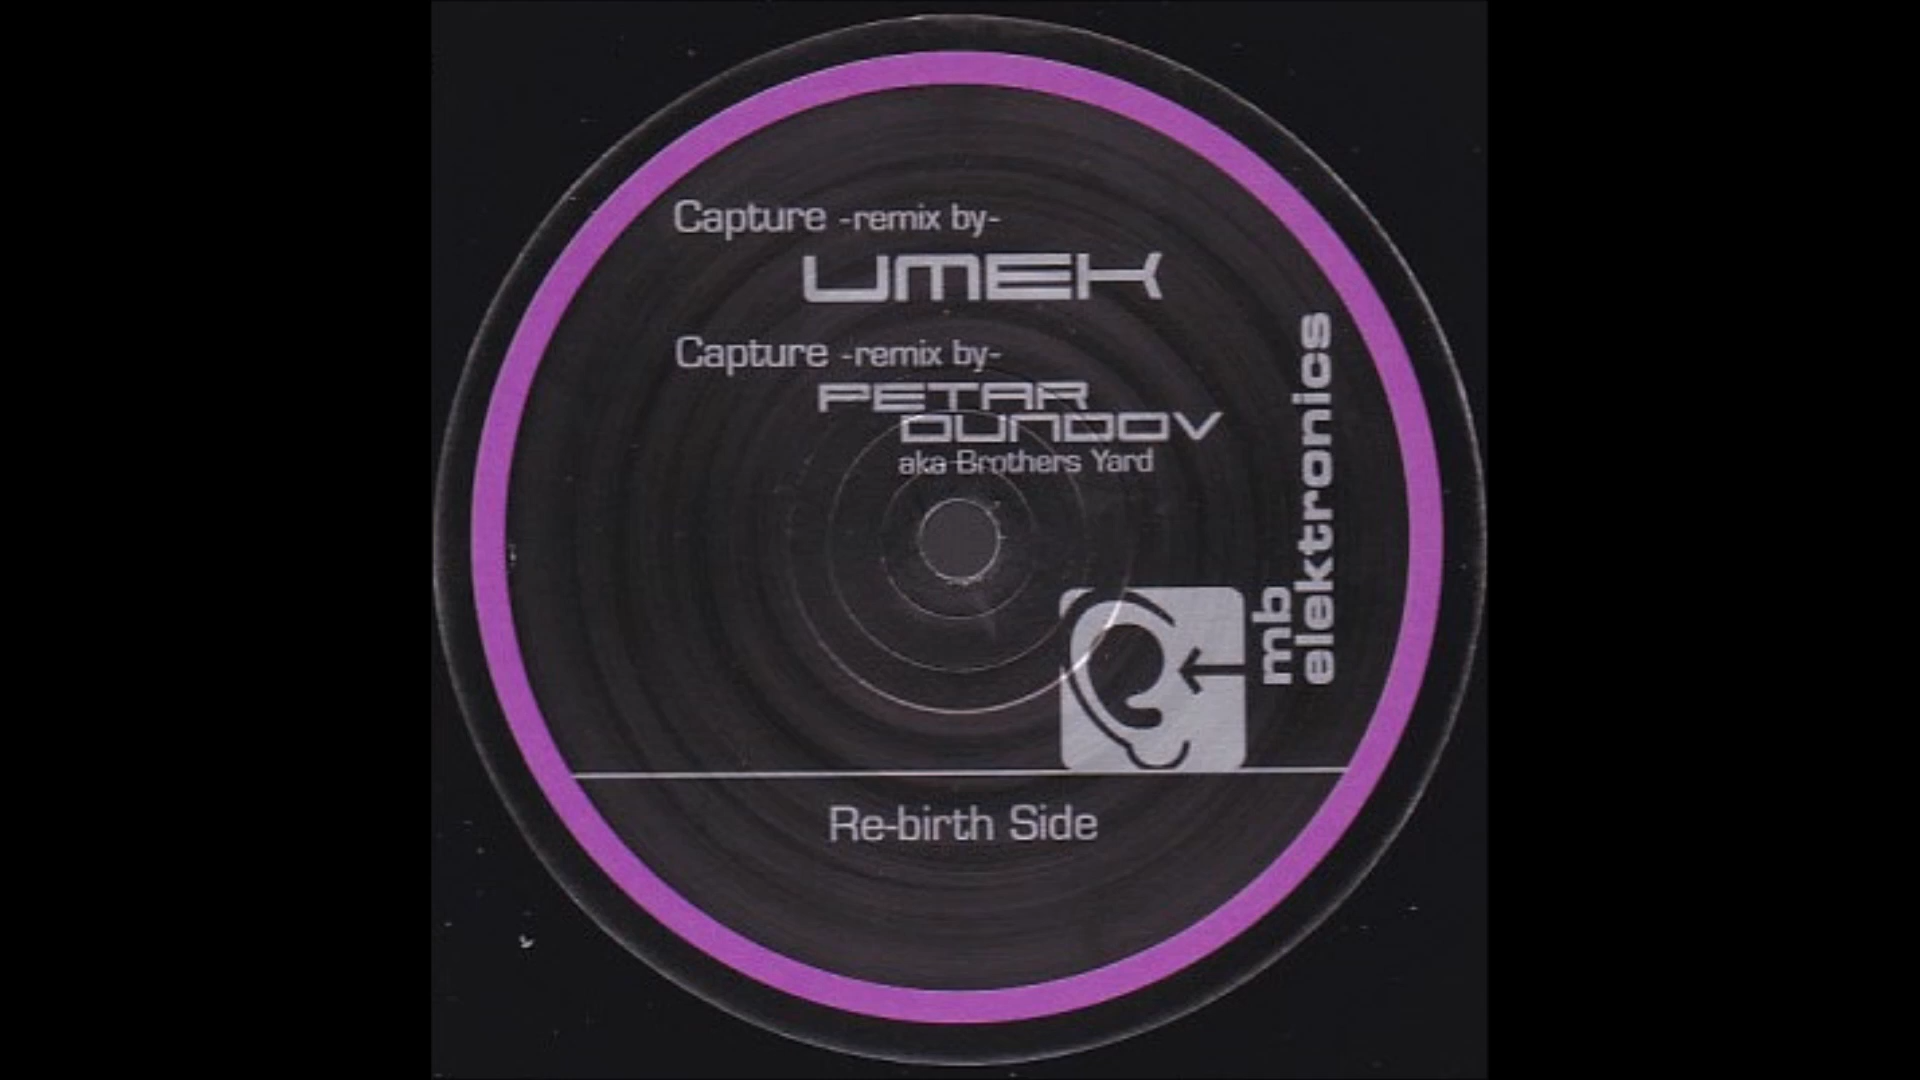 Capture -remix by-
UMEK
Capture -remix by-
PETAR
DUNDOV
aka Brothers Yard
mb
elektronics
Re-birth Side